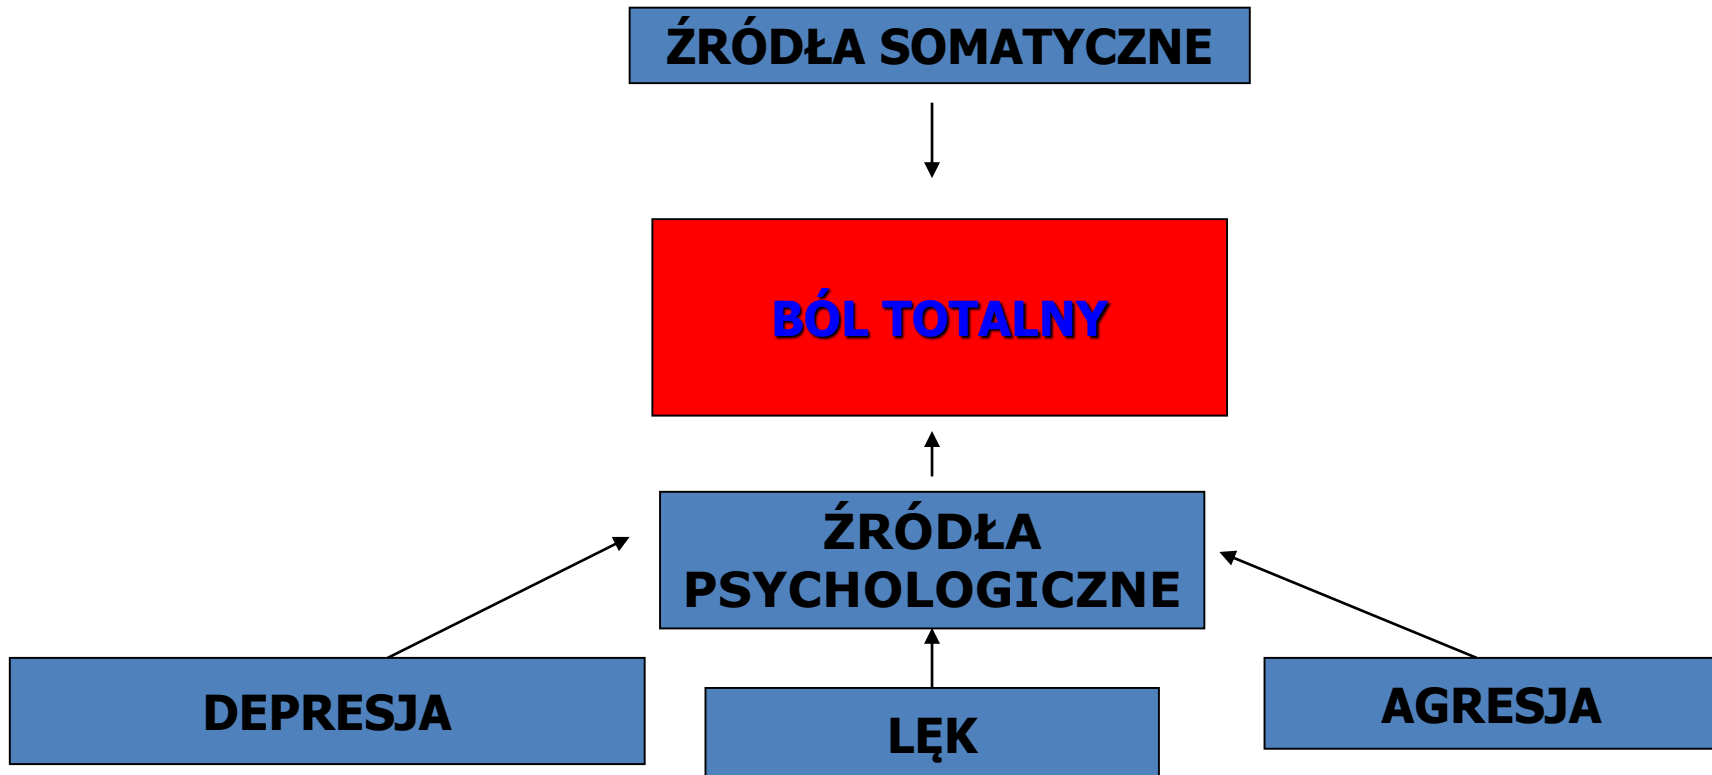 ŹRÓDŁA SOMATYCZNE
BÓL TOTALNY
ŹRÓDŁA
PSYCHOLOGICZNE
DEPRESJA
LĘK
AGRESJA